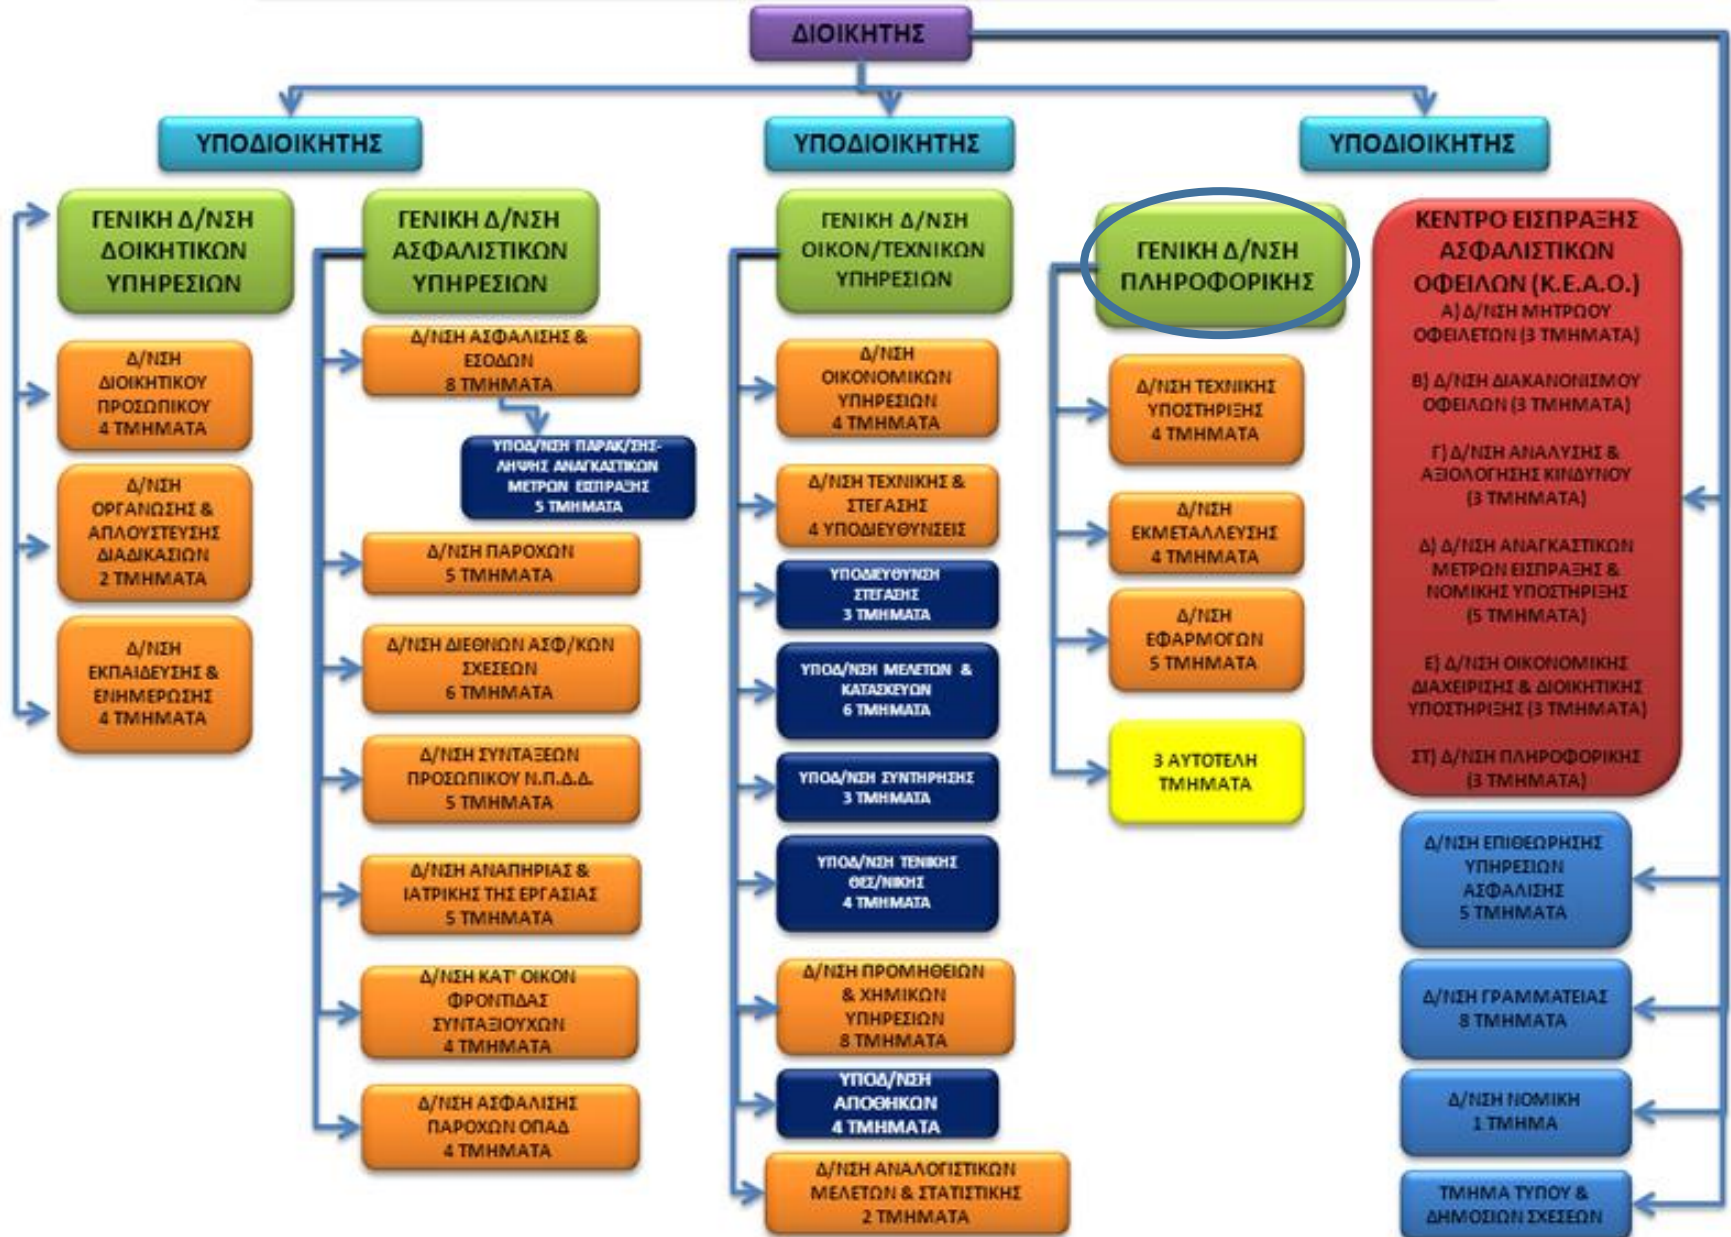 ΔΙΟΙΚΗΤΗΣ
ΥΠΟΔΙΟΙΚΗΤΗΣ
ΥΠΟΔΙΟΙΚΗΤΗΣ
ΥΠΟΔΙΟΙΚΗΤΗΣ
ΓΕΝΙΚΗ Δ/ΝΣΗ
ΔΟΙΚΗΤΙΚΩΝ
ΥΠΗΡΕΣΙΩΝ
Δ/ΝΣΗ
ΔΙΟΙΚΗΤΙΚΟΥ
ΠΡΟΣΩΠΙΚΟΥ
4 ΤΜΗΜΑΤΑ
Δ/ΝΣΗ
ΟΡΓΑΝΩΣΗΣ &
ΑΠΛΟΥΣΤΕΥΣΗΣ
ΔΙΑΔΙΚΑΣΙΩΝ
2 ΤΜΗΜΑΤΑ
Δ/ΝΣΗ
ΕΚΠΑΙΔΕΥΣΗΣ &
ΕΝΗΜΕΡΩΣΗΣ
4 ΤΜΗΜΑΤΑ
ΓΕΝΙΚΗ Δ/ΝΣΗ
ΑΣΦΑΛΙΣΤΙΚΩΝ
ΥΠΗΡΕΣΙΩΝ
Δ/ΝΣΗ ΑΣΦΑΛΙΣΗΣ &
ΕΣΟΔΩΝ
8 ΤΜΗΜΑΤΑ
ΥΠΟΔ/ΝΣΗ ΠΑΡΑΚ/ΣΗΣ-
ΛΗΨΗΣ ΑΝΑΓΚΑΣΤΙΚΩΝ
ΜΕΤΡΩΝ ΕΙΣΠΡΑΞΗΣ
5 ΤΜΗΜΑΤΑ
Δ/ΝΣΗ ΠΑΡΟΧΩΝ
5 ΤΜΗΜΑΤΑ
Δ/ΝΣΗ ΔΙΕΘΝΩΝ ΑΣΦ/ΚΩΝ
ΣΧΕΣΕΩΝ
6 ΤΜΗΜΑΤΑ
Δ/ΝΣΗ ΣΥΝΤΑΞΕΩΝ
ΠΡΟΣΩΠΙΚΟΥ Ν.Π.Δ.Δ.
5 ΤΜΗΜΑΤΑ
Δ/ΝΣΗ ΑΝΑΠΗΡΙΑΣ &
ΙΑΤΡΙΚΗΣ ΤΗΣ ΕΡΓΑΣΙΑΣ
5 ΤΜΗΜΑΤΑ
Δ/ΝΣΗ ΚΑΤ' ΟΙΚΟΝ
ΦΡΟΝΤΙΔΑΣ
ΣΥΝΤΑΞΙΟΥΧΩΝ
4 ΤΜΗΜΑΤΑ
Δ/ΝΣΗ ΑΣΦΑΛΙΣΗΣ
ΠΑΡΟΧΩΝ ΟΠΑΔ
4 ΤΜΗΜΑΤΑ
ΓΕΝΙΚΗ Δ/ΝΣΗ
ΟΙΚΟΝ/ΤΕΧΝΙΚΩΝ
ΥΠΗΡΕΣΙΩΝ
Δ/ΝΣΗ
ΟΙΚΟΝΟΜΙΚΩΝ
ΥΠΗΡΕΣΙΩΝ
4 ΤΜΗΜΑΤΑ
Δ/ΝΣΗ ΤΕΧΝΙΚΗΣ &
ΣΤΕΓΑΣΗΣ
4 ΥΠΟΔΙΕΥΘΥΝΣΕΙΣ
ΥΠΟΔΙΕΥΘΥΝΣΗ
ΣΤΕΓΑΣΗΣ
3 ΤΜΗΜΑΤΑ
ΥΠΟΔ/ΝΣΗ ΜΕΛΕΤΩΝ &
ΚΑΤΑΣΚΕΥΩΝ
6 ΤΜΗΜΑΤΑ
ΥΠΟΔ/ΝΣΗ ΣΥΝΤΗΡΗΣΗΣ
3 ΤΜΗΜΑΤΑ
ΥΠΟΔ/ΝΣΗ ΤΕΝΙΚΗΣ
ΘΕΣ/ΝΙΚΗΣ
4 ΤΜΗΜΑΤΑ
Δ/ΝΣΗ ΠΡΟΜΗΘΕΙΩΝ
& ΧΗΜΙΚΩΝ
ΥΠΗΡΕΣΙΩΝ
8 ΤΜΗΜΑΤΑ
ΥΠΟΔ/ΝΣΗ
ΑΠΟΘΗΚΩΝ
4 ΤΜΗΜΑΤΑ
Δ/ΝΣΗ ΑΝΑΛΟΓΙΣΤΙΚΩΝ
ΜΕΛΕΤΩΝ & ΣΤΑΤΙΣΤΙΚΗΣ
2 ΤΜΗΜΑΤΑ
ΓΕΝΙΚΗ Δ/ΝΣΗ
ΠΛΗΡΟΦΟΡΙΚΗΣ
Δ/ΝΣΗ ΤΕΧΝΙΚΗΣ
ΥΠΟΣΤΗΡΙΞΗΣ
4 ΤΜΗΜΑΤΑ
Δ/ΝΣΗ
ΕΚΜΕΤΑΛΛΕΥΣΗΣ
4 ΤΜΗΜΑΤΑ
Δ/ΝΣΗ
ΕΦΑΡΜΟΓΩΝ
5 ΤΜΗΜΑΤΑ
3 ΑΥΤΟΤΕΛΗ
ΤΜΗΜΑΤΑ
ΚΕΝΤΡΟ ΕΙΣΠΡΑΞΗΣ
ΑΣΦΑΛΙΣΤΙΚΩΝ
ΟΦΕΙΛΩΝ (Κ.Ε.Α.Ο.)
Α) Δ/ΝΣΗ ΜΗΤΡΩΟΥ
ΟΦΕΙΛΕΤΩΝ (3 ΤΜΗΜΑΤΑ)
Β) Δ/ΝΣΗ ΔΙΑΚΑΝΟΝΙΣΜΟΥ
ΟΦΕΙΛΩΝ (3 ΤΜΗΜΑΤΑ)
Γ) Δ/ΝΣΗ ΑΝΑΛΥΣΗΣ &
ΑΞΙΟΛΟΓΗΣΗΣ ΚΙΝΔΥΝΟΥ
(3 ΤΜΗΜΑΤΑ)
Δ) Δ/ΝΣΗ ΑΝΑΓΚΑΣΤΙΚΩΝ
ΜΕΤΡΩΝ ΕΙΣΠΡΑΞΗΣ &
ΝΟΜΙΚΗΣ ΥΠΟΣΤΗΡΙΞΗΣ
(5 ΤΜΗΜΑΤΑ)
Ε) Δ/ΝΣΗ ΟΙΚΟΝΟΜΙΚΗΣ
ΔΙΑΧΕΙΡΙΣΗΣ & ΔΙΟΙΚΗΤΙΚΗΣ
ΥΠΟΣΤΗΡΙΞΗΣ (3 ΤΜΗΜΑΤΑ)
ΣΤ) Δ/ΝΣΗ ΠΛΗΡΟΦΟΡΙΚΗΣ
(3 ΤΜΗΜΑΤΑ)
Δ/ΝΣΗ ΕΠΙΘΕΩΡΗΣΗΣ
ΥΠΗΡΕΣΙΩΝ
ΑΣΦΑΛΙΣΗΣ
5 ΤΜΗΜΑΤΑ
Δ/ΝΣΗ ΓΡΑΜΜΑΤΕΙΑΣ
8 ΤΜΗΜΑΤΑ
Δ/ΝΣΗ ΝΟΜΙΚΗ
1 ΤΜΗΜΑ
ΤΜΗΜΑ ΤΥΠΟΥ &
ΔΗΜΟΣΙΩΝ ΣΧΕΣΕΩΝ